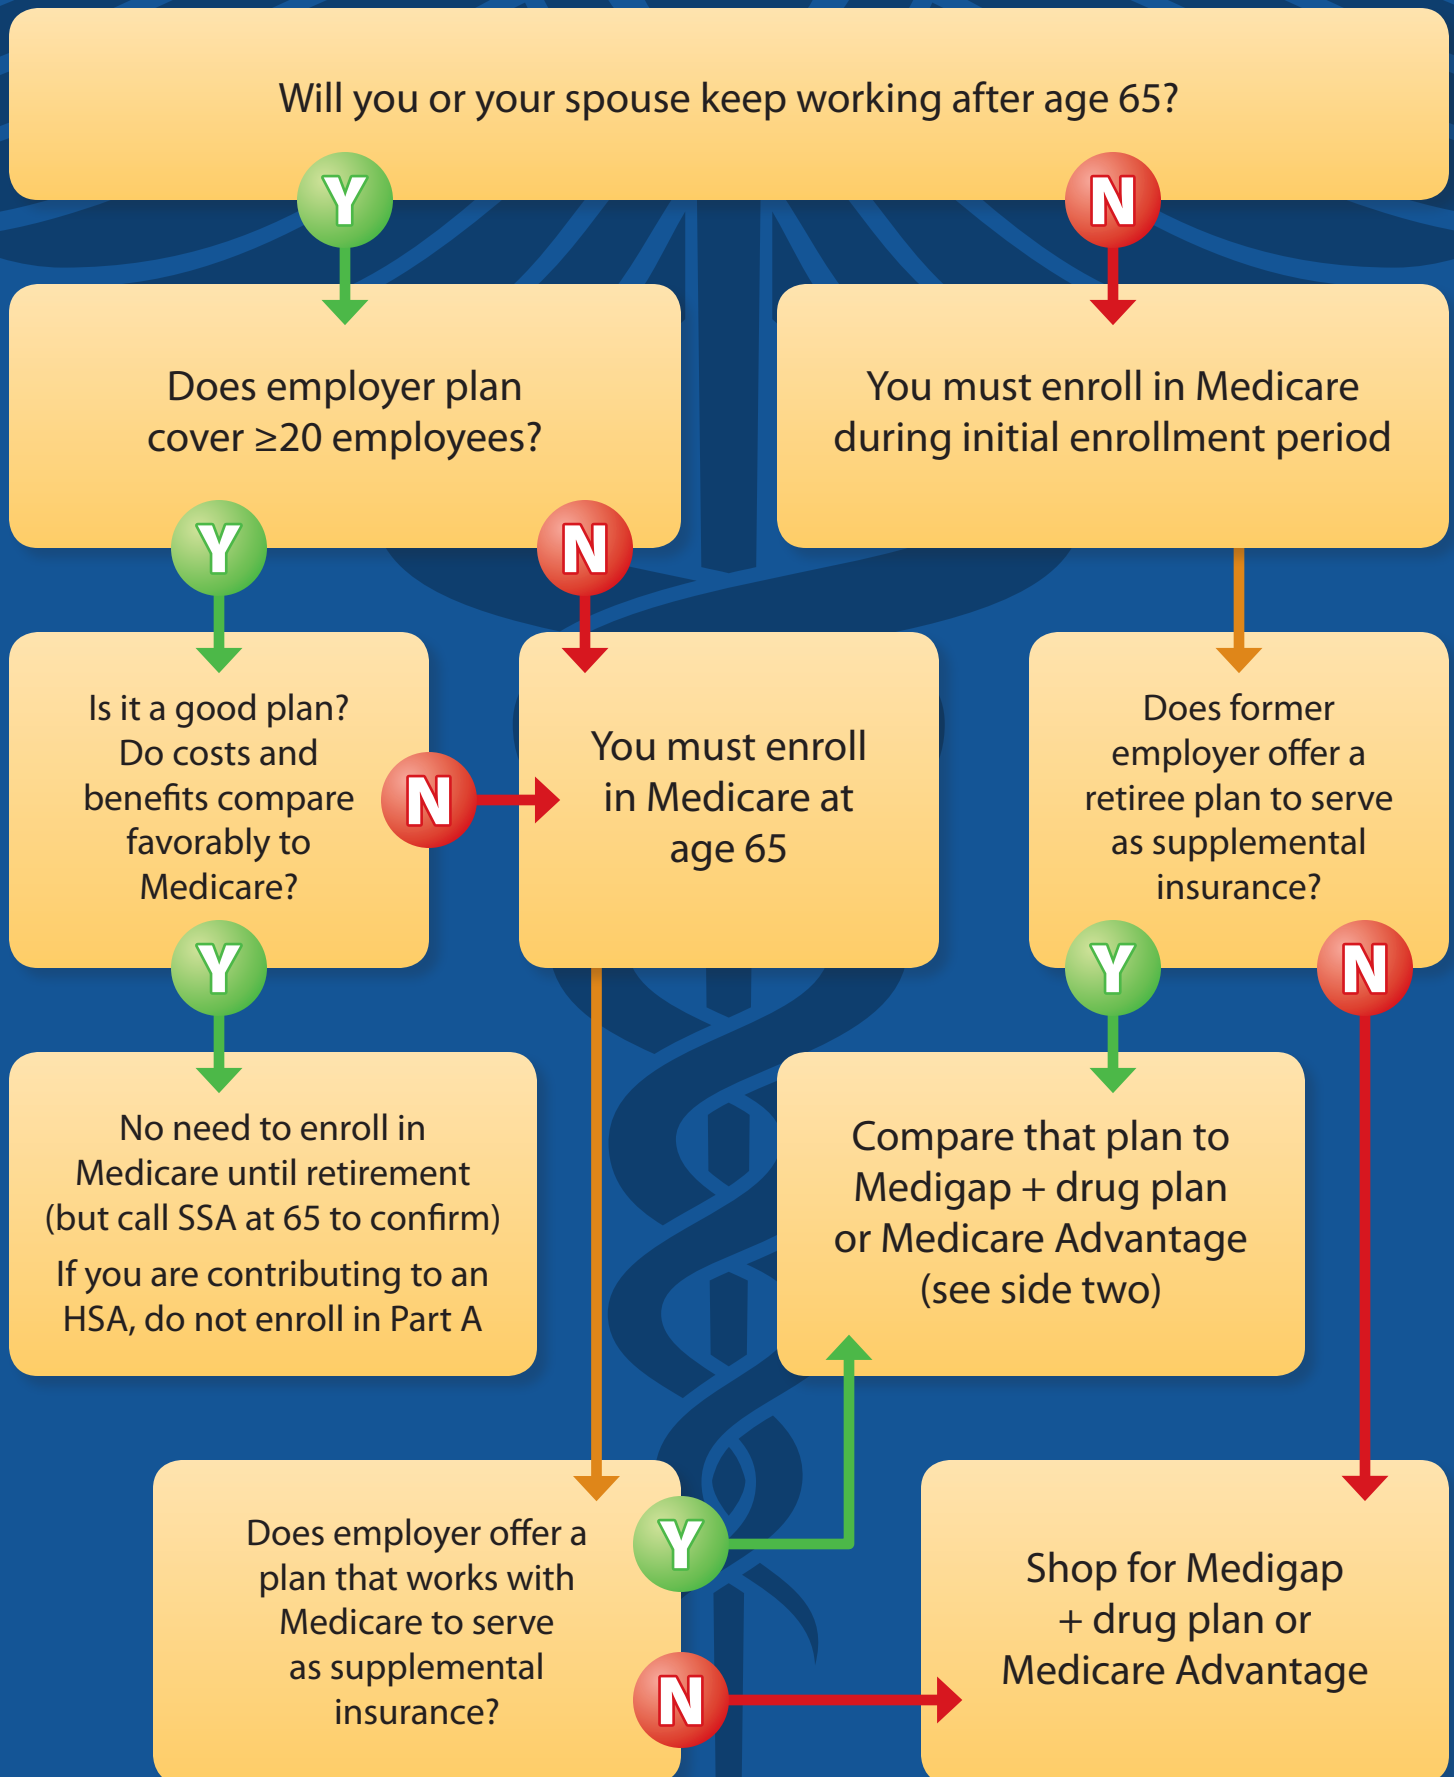 Will you or your spouse keep working after age 65?
Y
N
Does employer plan
cover ≥20 employees?
You must enroll in Medicare
during initial enrollment period
Y
N
Is it a good plan?
Do costs and
benefits compare
favorably to
Medicare?
N
You must enroll
in Medicare at
age 65
Does former
employer offer a
retiree plan to serve
as supplemental
insurance?
Y
Y
N
No need to enroll in
Medicare until retirement
(but call SSA at 65 to confirm)
If you are contributing to an
HSA, do not enroll in Part A
Compare that plan to
Medigap + drug plan
or Medicare Advantage
(see side two)
Does employer offer a
plan that works with
Medicare to serve
as supplemental
insurance?
Y
N
Shop for Medigap
+ drug plan or
Medicare Advantage